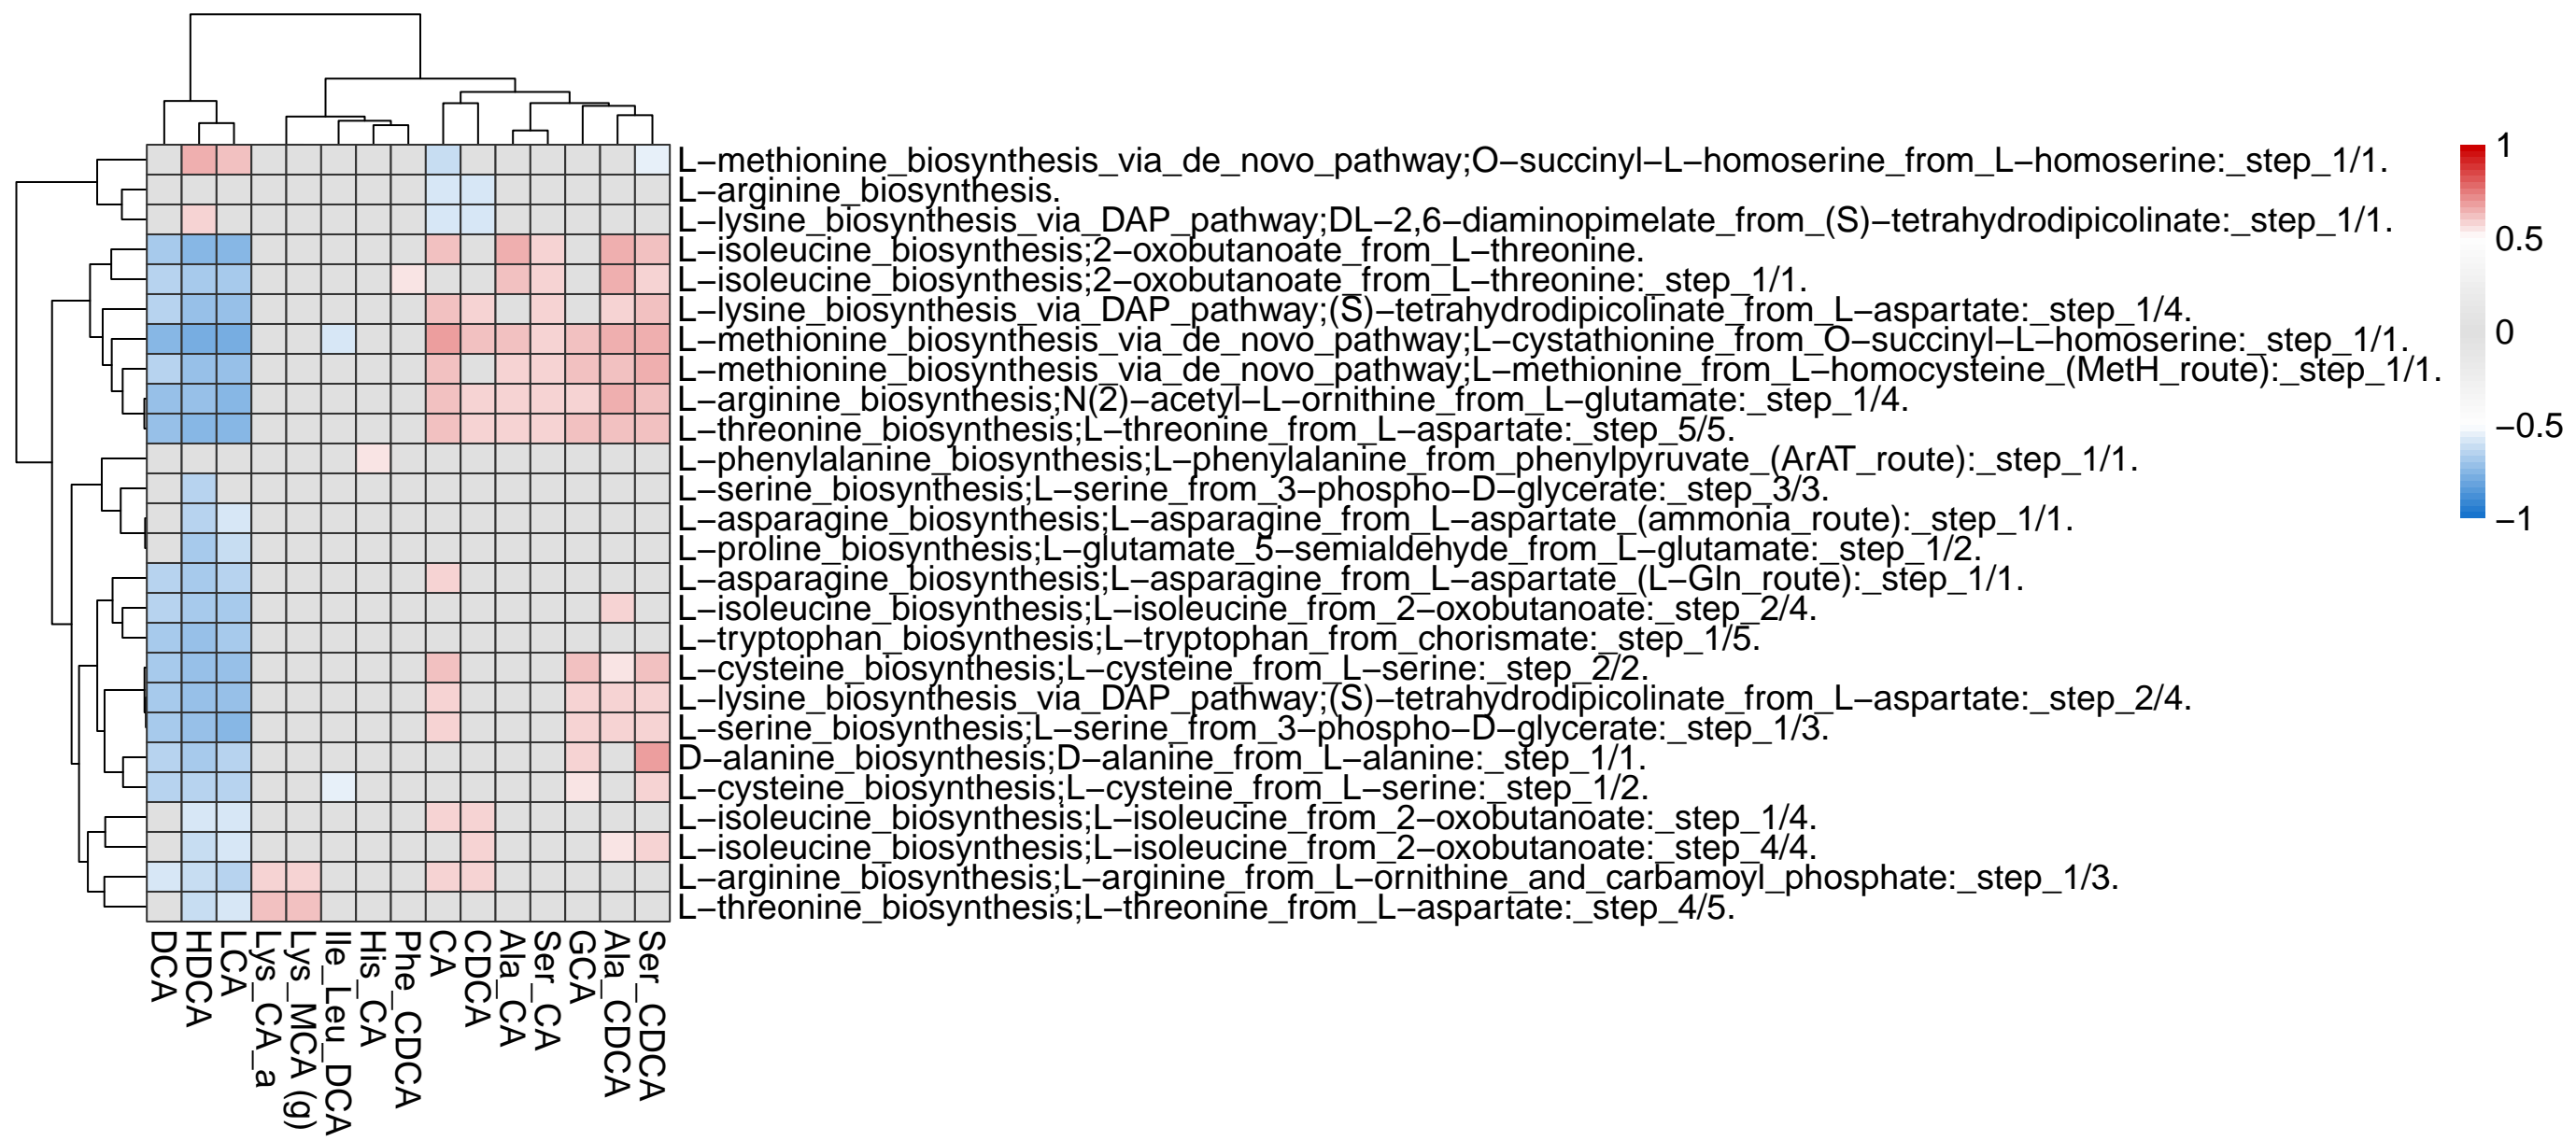 L−methionine_biosynthesis_via_de_novo_pathway;O−succinyl−L−homoserine_from_L−homoserine:_step_1/1.
L−arginine_biosynthesis.
L−lysine_biosynthesis_via_DAP_pathway;DL−2,6−diaminopimelate_from_(S)−tetrahydrodipicolinate:_step_1/1.
L−isoleucine_biosynthesis;2−oxobutanoate_from_L−threonine.
L−isoleucine_biosynthesis;2−oxobutanoate_from_L−threonine:_step_1/1.
L−lysine_biosynthesis_via_DAP_pathway;(S)−tetrahydrodipicolinate_from_L−aspartate:_step_1/4.
L−methionine_biosynthesis_via_de_novo_pathway;L−cystathionine_from_O−succinyl−L−homoserine:_step_1/1.
L−methionine_biosynthesis_via_de_novo_pathway;L−methionine_from_L−homocysteine_(MetH_route):_step_1/1.
L−arginine_biosynthesis;N(2)−acetyl−L−ornithine_from_L−glutamate:_step_1/4.
L−threonine_biosynthesis;L−threonine_from_L−aspartate:_step_5/5.
L−phenylalanine_biosynthesis;L−phenylalanine_from_phenylpyruvate_(ArAT_route):_step_1/1.
L−serine_biosynthesis;L−serine_from_3−phospho−D−glycerate:_step_3/3.
L−asparagine_biosynthesis;L−asparagine_from_L−aspartate_(ammonia_route):_step_1/1.
L−proline_biosynthesis;L−glutamate_5−semialdehyde_from_L−glutamate:_step_1/2.
L−asparagine_biosynthesis;L−asparagine_from_L−aspartate_(L−Gln_route):_step_1/1.
L−isoleucine_biosynthesis;L−isoleucine_from_2−oxobutanoate:_step_2/4.
L−tryptophan_biosynthesis;L−tryptophan_from_chorismate:_step_1/5.
L−cysteine_biosynthesis;L−cysteine_from_L−serine:_step_2/2.
L−lysine_biosynthesis_via_DAP_pathway;(S)−tetrahydrodipicolinate_from_L−aspartate:_step_2/4.
L−serine_biosynthesis;L−serine_from_3−phospho−D−glycerate:_step_1/3.
D−alanine_biosynthesis;D−alanine_from_L−alanine:_step_1/1.
L−cysteine_biosynthesis;L−cysteine_from_L−serine:_step_1/2.
L−isoleucine_biosynthesis;L−isoleucine_from_2−oxobutanoate:_step_1/4.
L−isoleucine_biosynthesis;L−isoleucine_from_2−oxobutanoate:_step_4/4.
L−arginine_biosynthesis;L−arginine_from_L−ornithine_and_carbamoyl_phosphate:_step_1/3.
L−threonine_biosynthesis;L−threonine_from_L−aspartate:_step_4/5.
DCA
HDCA
LCA
Lys_CA_a
Lys_MCA (g)
Ile_Leu_DCA
His_CA
Phe_CDCA
CA
CDCA
Ala_CA
Ser_CA
GCA
Ala_CDCA
Ser_CDCA
1
0.5
0
−0.5
−1